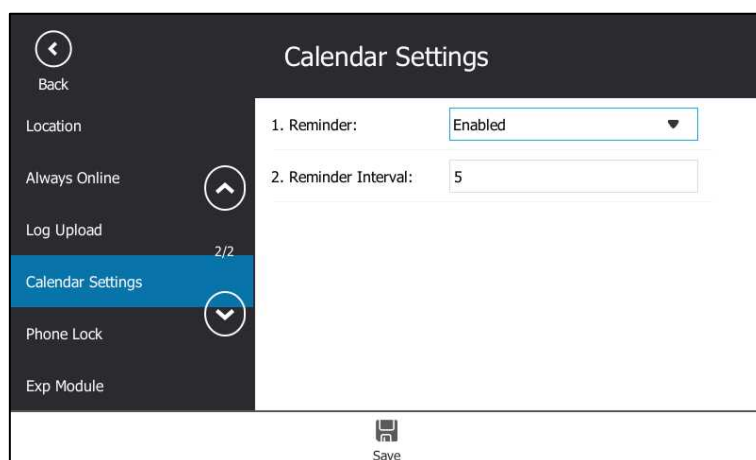 Back
Calendar Settings
Location
Always Online
Log Upload
2/2
Calendar Settings
Phone Lock
Exp Module
1. Reminder: Enabled
2. Reminder Interval: 5
Save